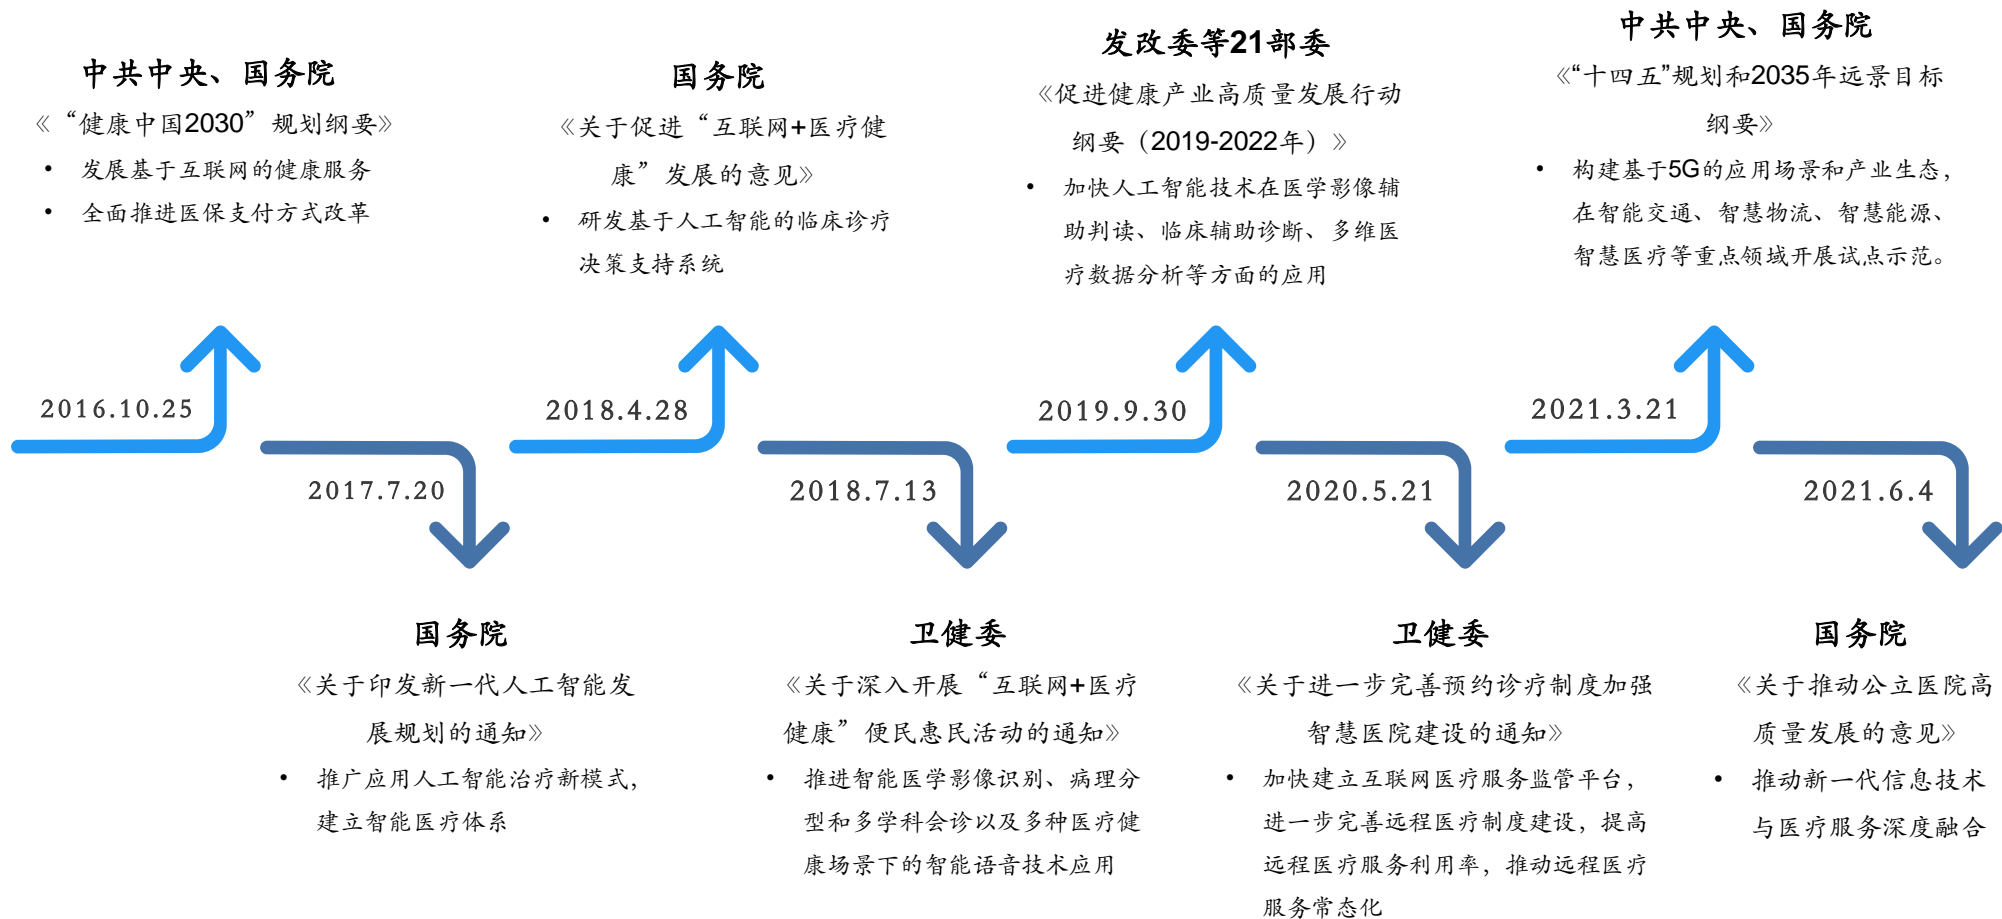 中共中央、国务院
《“健康中国2030”规划纲要》
• 发展基于互联网的健康服务
• 全面推进医保支付方式改革
2016.10.25
国务院
《关于印发新一代人工智能发
展规划的通知》
• 推广应用人工智能治疗新模式，
建立智能医疗体系
2017.7.20
国务院
《关于促进“互联网+医疗健
康”发展的意见》
• 研发基于人工智能的临床诊疗
决策支持系统
2018.4.28
卫健委
《关于深入开展“互联网+医疗
健康”便民惠民活动的通知》
• 推进智能医学影像识别、病理分
型和多学科会诊以及多种医疗健
康场景下的智能语音技术应用
2018.7.13
发改委等21部委
《促进健康产业高质量发展行动
纲要（2019-2022年）》
• 加快人工智能技术在医学影像辅
助判读、临床辅助诊断、多维医
疗数据分析等方面的应用
2019.9.30
卫健委
《关于进一步完善预约诊疗制度加强
智慧医院建设的通知》
• 加快建立互联网医疗服务监管平台，
进一步完善远程医疗制度建设，提高
远程医疗服务利用率，推动远程医疗
服务常态化
2020.5.21
中共中央、国务院
《“十四五”规划和2035年远景目标
纲要》
• 构建基于5G的应用场景和产业生态，
在智能交通、智慧物流、智慧能源、
智慧医疗等重点领域开展试点示范。
2021.3.21
国务院
《关于推动公立医院高
质量发展的意见》
• 推动新一代信息技术
与医疗服务深度融合
2021.6.4